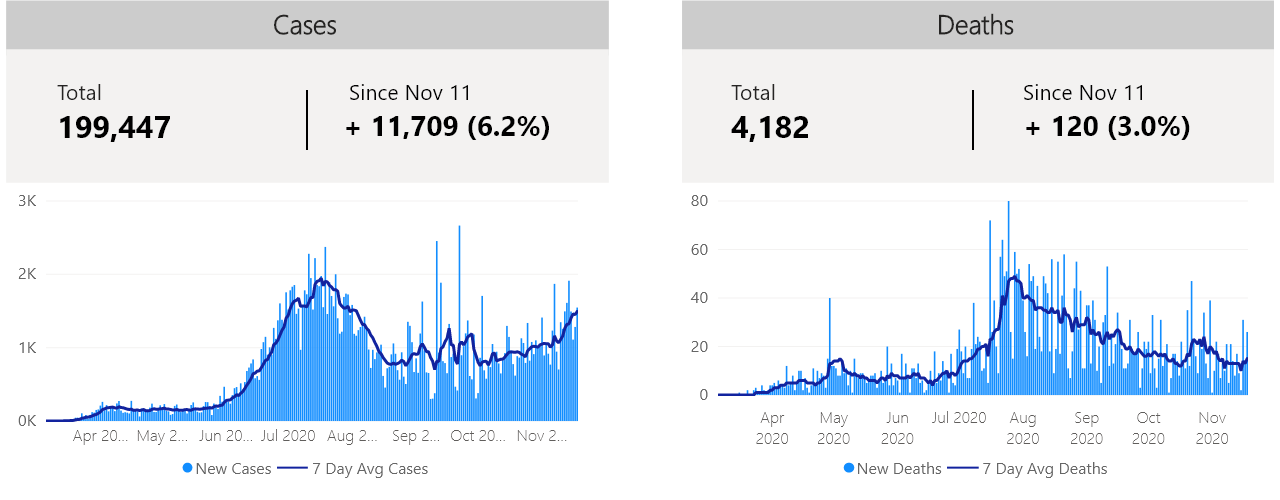 Cases
Total
199,447
Since Nov 11
+ 11,709 (6.2%)
3K
2K
1K
0K
Apr 20... May 2... Jun 20... Jul 2020 Aug 2... Sep 2... Oct 20... Nov 2...
New Cases 7 Day Avg Cases
Deaths
Total
4,182
Since Nov 11
+ 120 (3.0%)
80
60
40
20
0
Apr 2020 May 2020 Jun 2020 Jul 2020 Aug 2020 Sep 2020 Oct 2020 Nov 2020
New Deaths 7 Day Avg Deaths